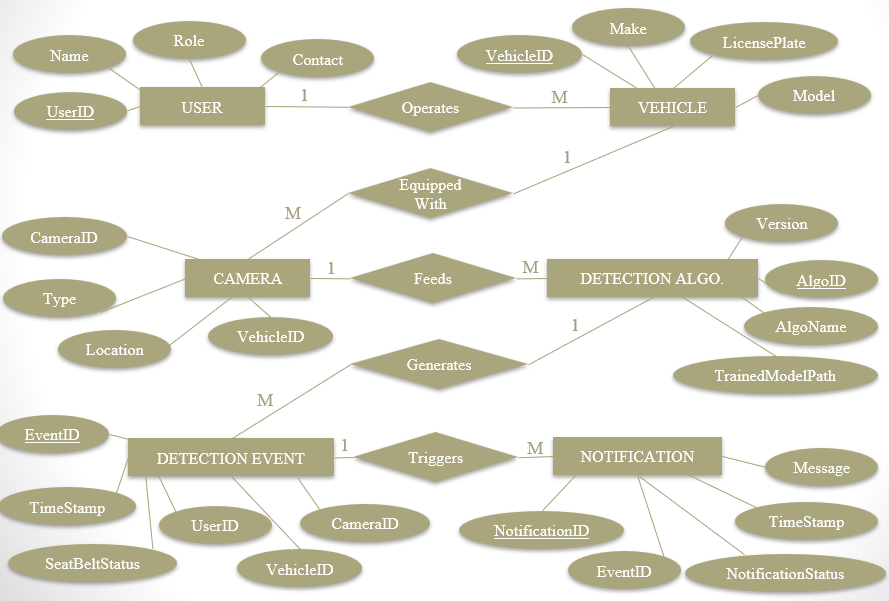 Name
Role
Contact
UserID
USER
1
Operates
M
VehicleID
Make
LicensePlate
Model
VEHICLE
1
Equipped
With
M
CameraID
Type
Location
VehicleID
CAMERA
1
Feeds
M
Version
DETECTION ALGO.
AlgoID
AlgoName
TrainedModelPath
1
Generates
M
EventID
DETECTION EVENT
TimeStamp
SeatBeltStatus
UserID
VehicleID
CameraID
1
Triggers
M
NOTIFICATION
Message
TimeStamp
NotificationID
EventID
NotificationStatus